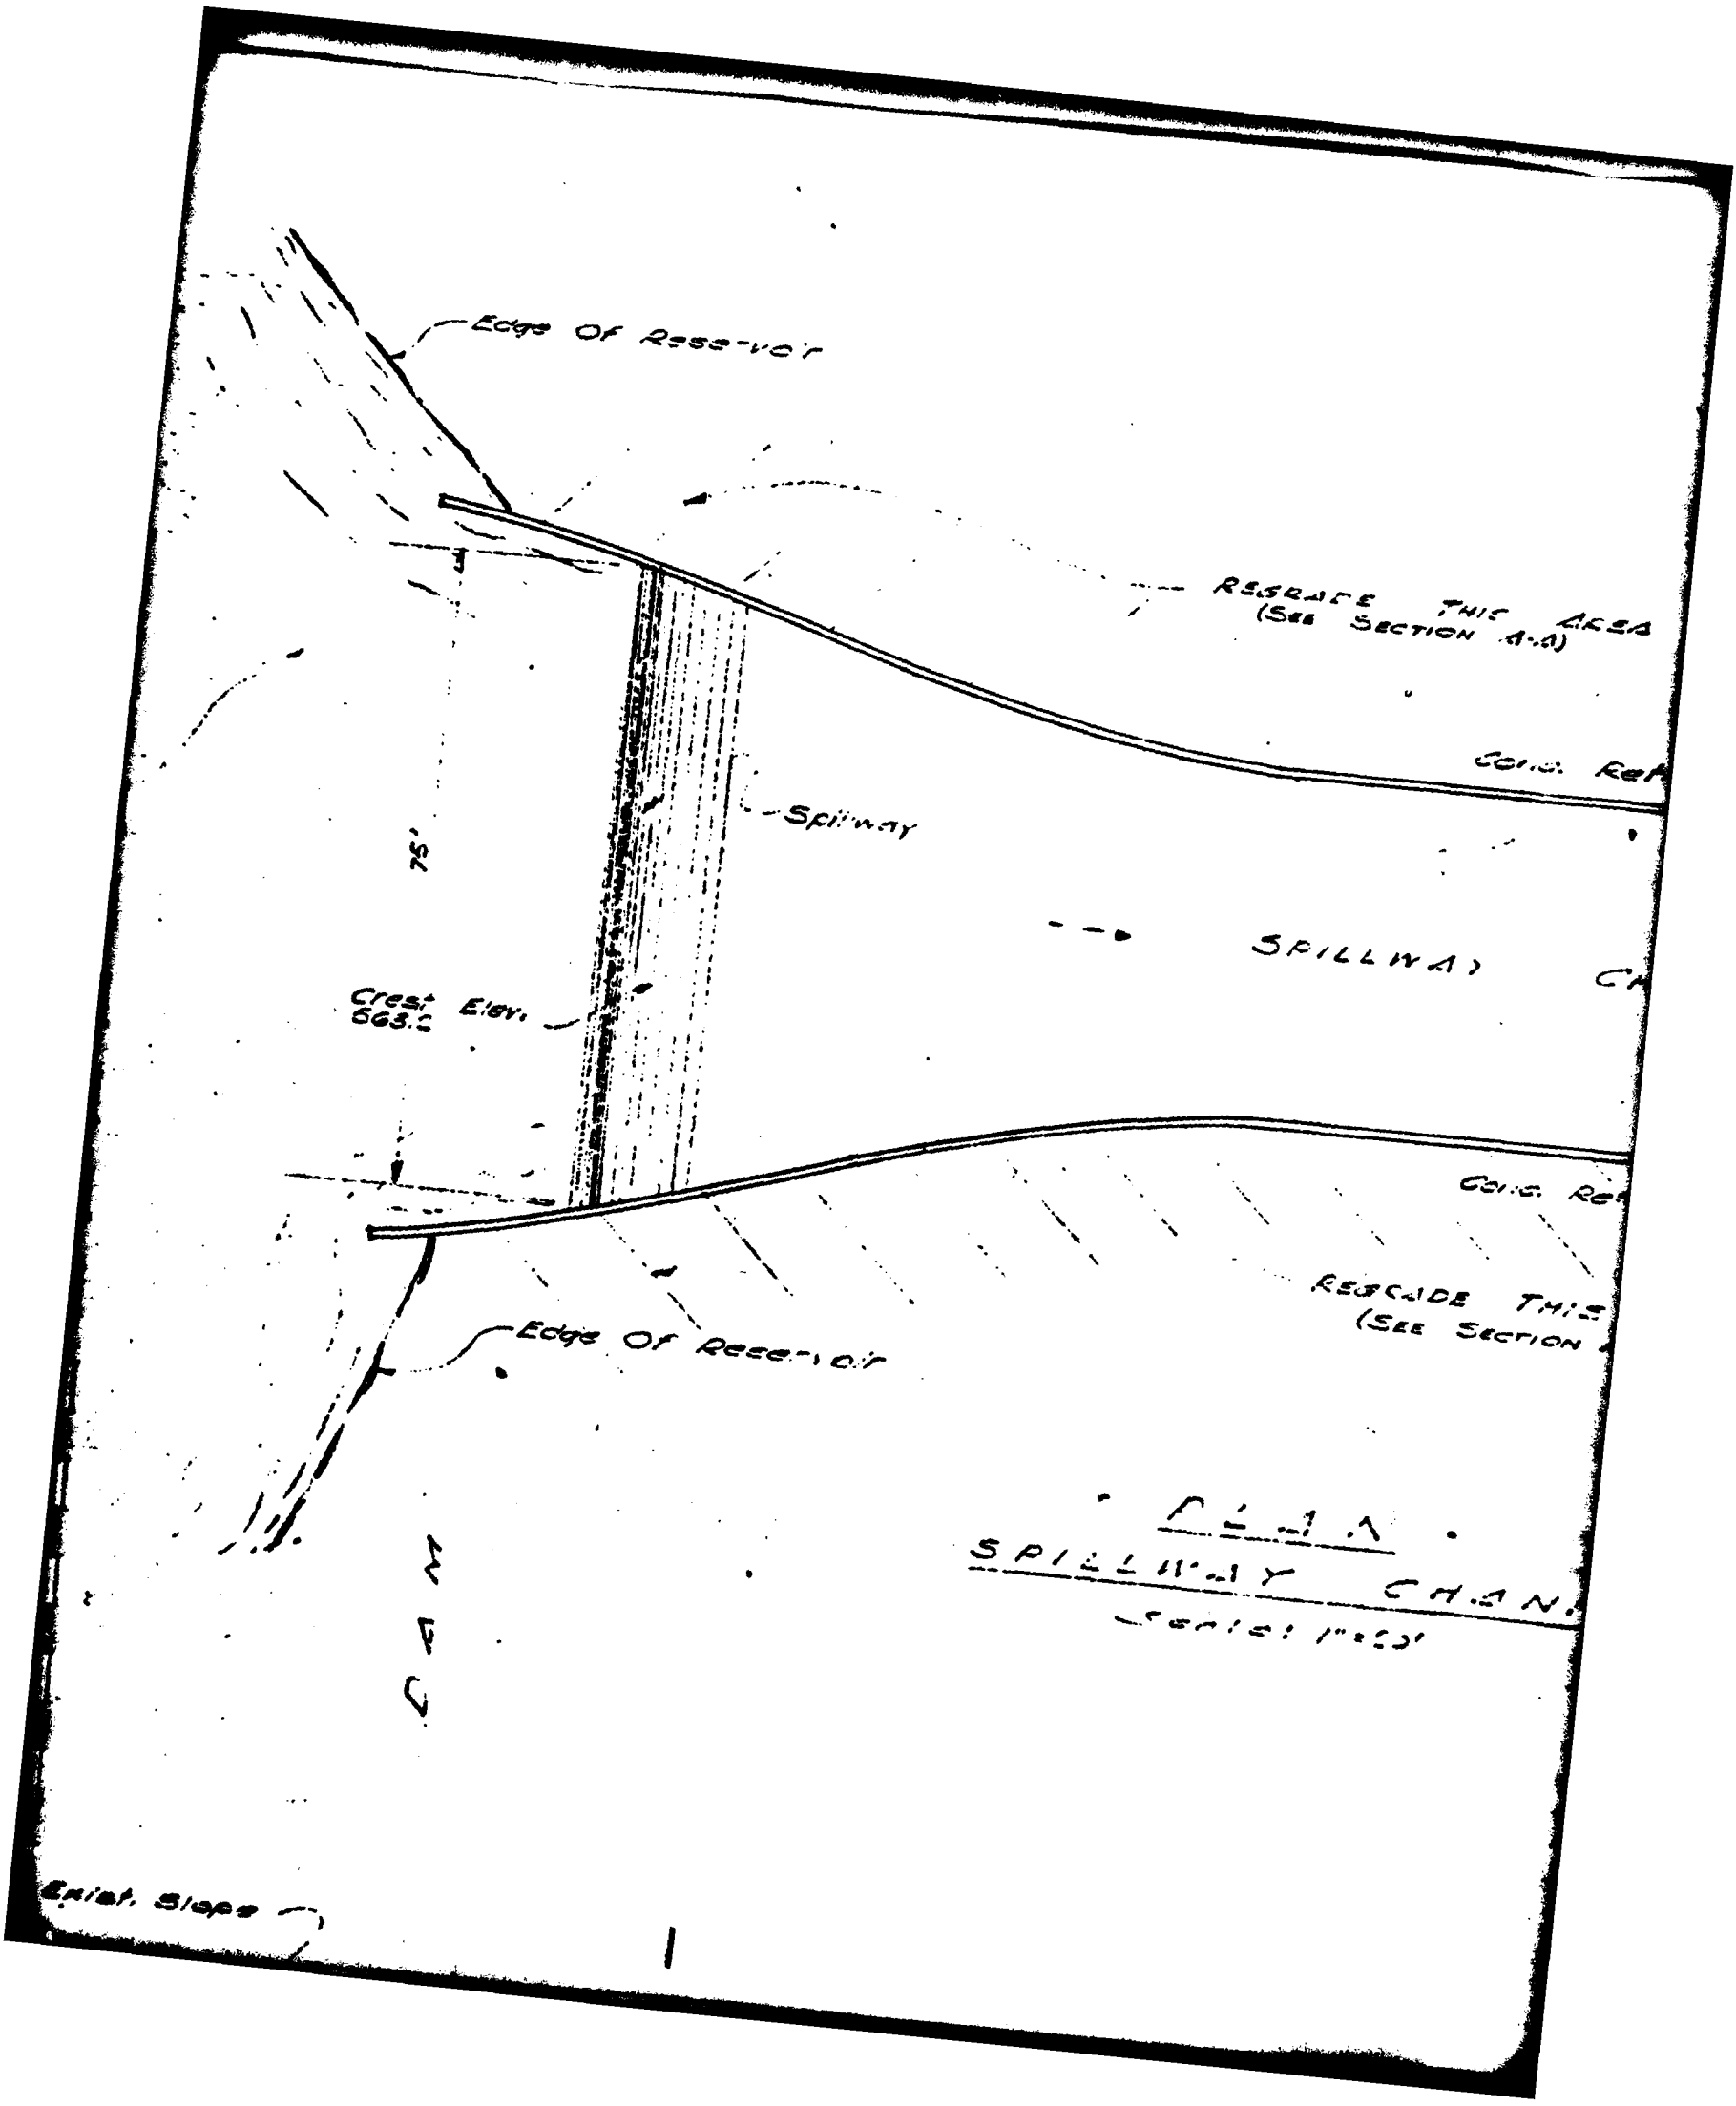 Edge Of Reservoir
REGRADE THIS AREA
(SEE SECTION A-A)
Conc. Ret
Spillway
75'
SPILLWAY CH
Crest Elev.
Conc. Ret
REGRADE THIS
(SEE SECTION
Edge Of Reservoir
PLAN
SPILLWAY CHAN
DAM
Exist. Slope